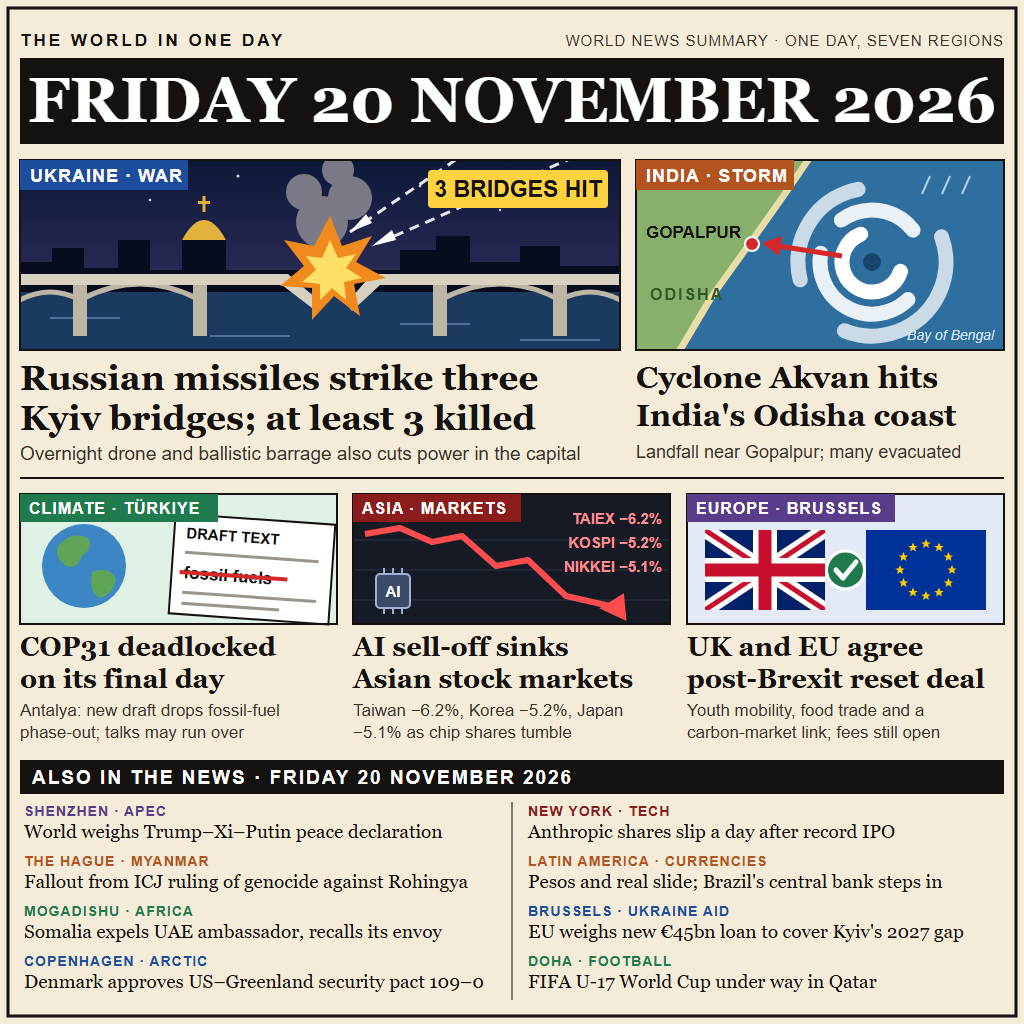 THE WORLD IN ONE DAY
WORLD NEWS SUMMARY · ONE DAY, SEVEN REGIONS
FRIDAY 20 NOVEMBER 2026
UKRAINE · WAR
3 BRIDGES HIT
Russian missiles strike three
Kyiv bridges; at least 3 killed
Overnight drone and ballistic barrage also cuts power in the capital
INDIA · STORM
GOPALPUR
ODISHA
Bay of Bengal
Cyclone Akvan hits
India's Odisha coast
Landfall near Gopalpur; many evacuated
CLIMATE · TÜRKIYE
DRAFT TEXT
fossil fuels
COP31 deadlocked
on its final day
Antalya: new draft drops fossil-fuel
phase-out; talks may run over
ASIA · MARKETS
TAIEX −6.2%
KOSPI −5.2%
NIKKEI −5.1%
AI
AI sell-off sinks
Asian stock markets
Taiwan −6.2%, Korea −5.2%, Japan
−5.1% as chip shares tumble
EUROPE · BRUSSELS
UK and EU agree
post-Brexit reset deal
Youth mobility, food trade and a
carbon-market link; fees still open
ALSO IN THE NEWS · FRIDAY 20 NOVEMBER 2026
SHENZHEN · APEC
World weighs Trump–Xi–Putin peace declaration
THE HAGUE · MYANMAR
Fallout from ICJ ruling of genocide against Rohingya
MOGADISHU · AFRICA
Somalia expels UAE ambassador, recalls its envoy
COPENHAGEN · ARCTIC
Denmark approves US–Greenland security pact 109–0
NEW YORK · TECH
Anthropic shares slip a day after record IPO
LATIN AMERICA · CURRENCIES
Pesos and real slide; Brazil's central bank steps in
BRUSSELS · UKRAINE AID
EU weighs new €45bn loan to cover Kyiv's 2027 gap
DOHA · FOOTBALL
FIFA U-17 World Cup under way in Qatar